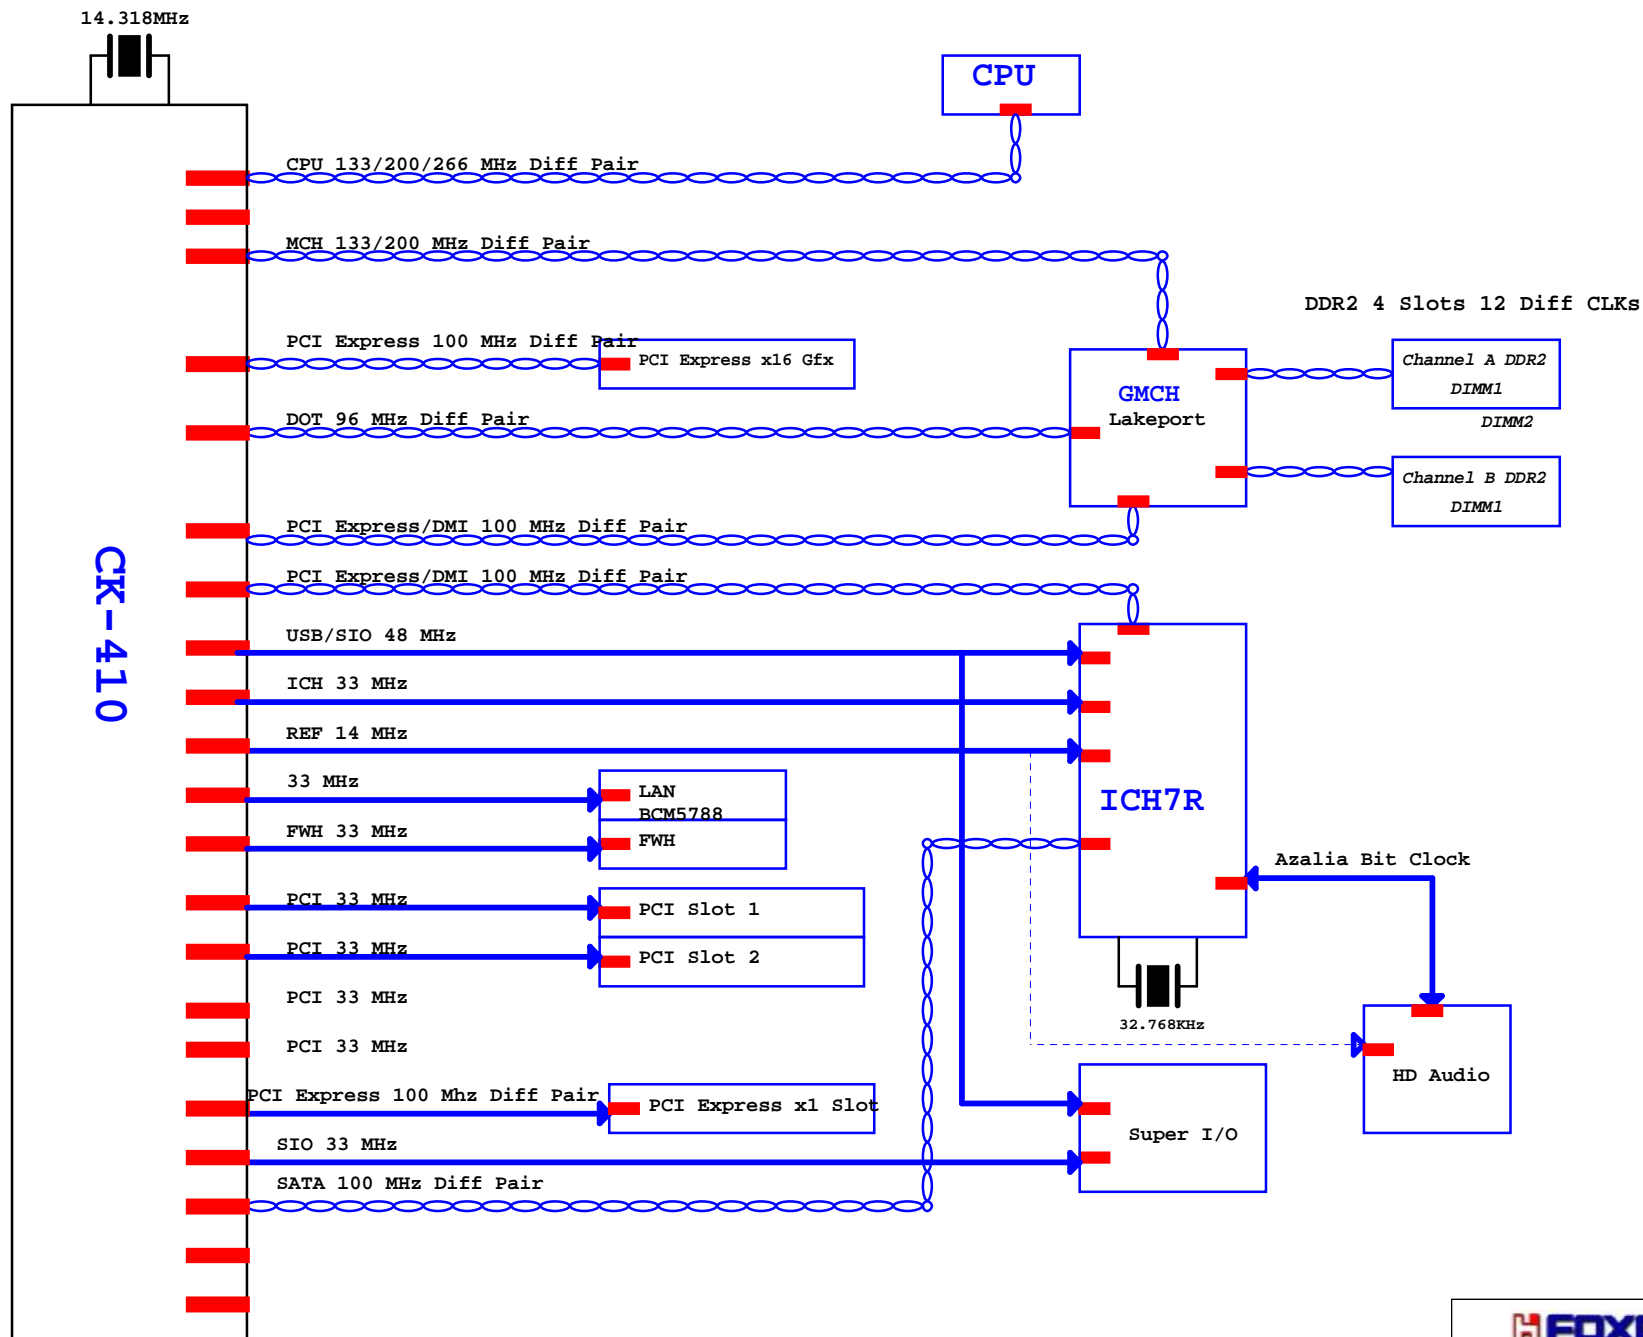 14.318MHz
CPU
CPU 133/200/266 MHz Diff Pair
MCH 133/200 MHz Diff Pair
DDR2 4 Slots 12 Diff CLKs
PCI Express 100 MHz Diff Pair
PCI Express x16 Gfx
Channel A DDR2
DIMM1
DIMM2
GMCH
Lakeport
DOT 96 MHz Diff Pair
Channel B DDR2
DIMM1
PCI Express/DMI 100 MHz Diff Pair
PCI Express/DMI 100 MHz Diff Pair
CK-410
USB/SIO 48 MHz
ICH 33 MHz
REF 14 MHz
33 MHz
LAN
BCM5788
ICH7R
FWH 33 MHz
FWH
Azalia Bit Clock
PCI 33 MHz
PCI Slot 1
PCI 33 MHz
PCI Slot 2
PCI 33 MHz
32.768KHz
PCI 33 MHz
HD Audio
PCI Express 100 Mhz Diff Pair
PCI Express x1 Slot
Super I/O
SIO 33 MHz
SATA 100 MHz Diff Pair